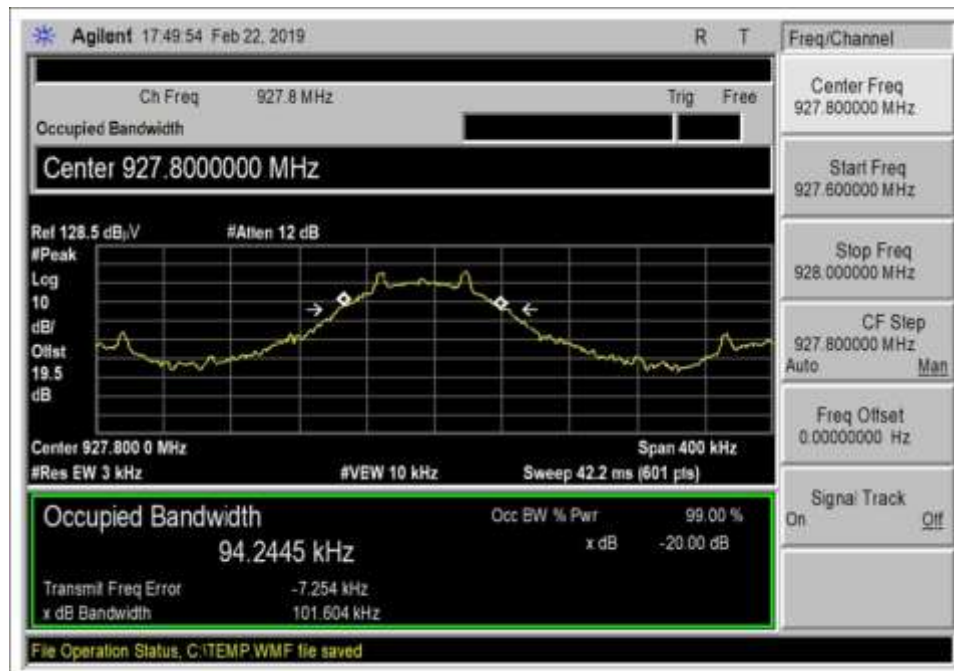 Agilent 17:49:54 Feb 22, 2019 R T
Freq/Channel
Ch Freq 927.8 MHz Trig Free
Occupied Bandwidth
Center 927.8000000 MHz
Center Freq
927.800000 MHz
Start Freq
927.600000 MHz
Stop Freq
928.000000 MHz
CF Step
927.800000 MHz
Auto Man
Freq Offset
0.00000000 Hz
Signal Track
On Off
Ref 128.5 dBµV #Atten 12 dB
#Peak
Log
10
dB/
Offst
19.5
dB
Center 927.800 0 MHz Span 400 kHz
#Res BW 3 kHz #VBW 10 kHz Sweep 42.2 ms (601 pts)
Occupied Bandwidth Occ BW % Pwr 99.00 %
94.2445 kHz x dB -20.00 dB
Transmit Freq Error -7.254 kHz
x dB Bandwidth 101.604 kHz
File Operation Status, C:\TEMP.WMF file saved